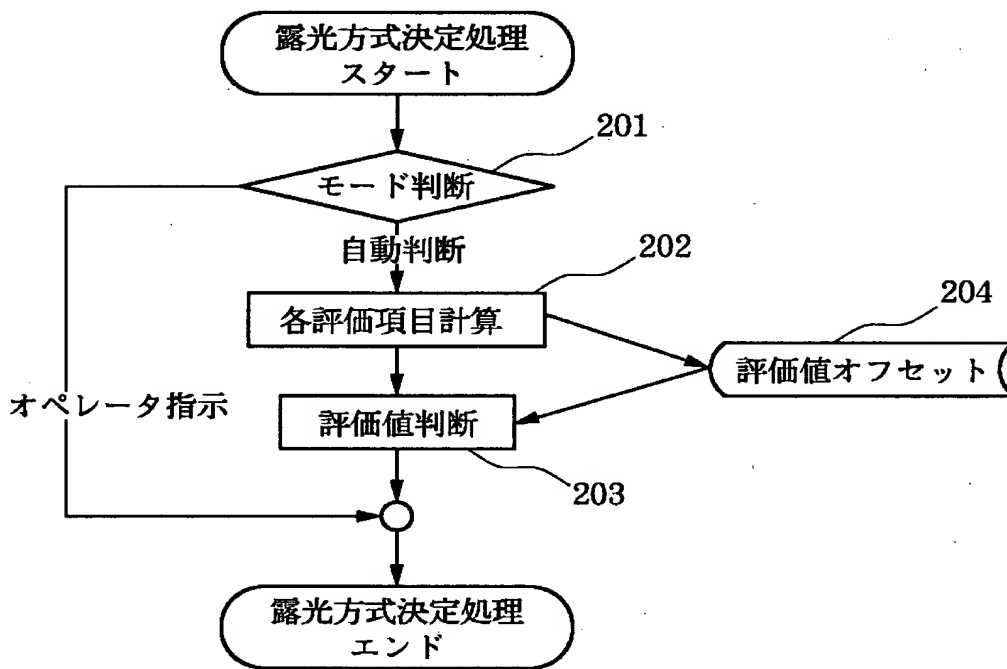 露光方式決定処理
スタート
201
モード判断
自動判断
202
各評価項目計算
204
評価値オフセット
オペレータ指示
評価値判断
203
露光方式決定処理
エンド